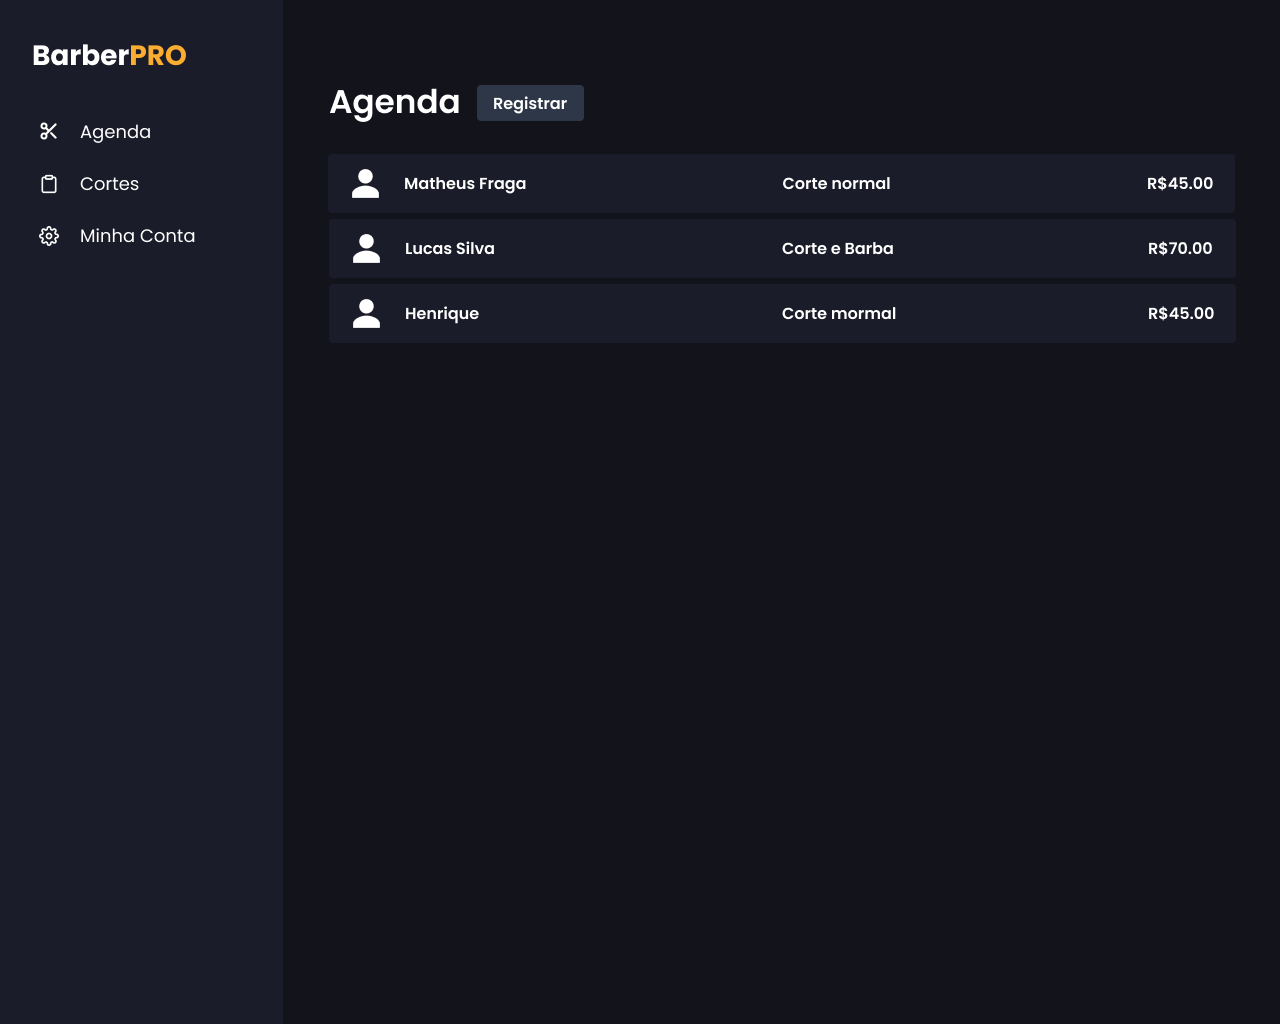 BarberPRO
Agenda
Cortes
Minha Conta
Agenda
Registrar
Matheus Fraga Corte normal R$45.00
Lucas Silva Corte e Barba R$70.00
Henrique Corte mormal R$45.00